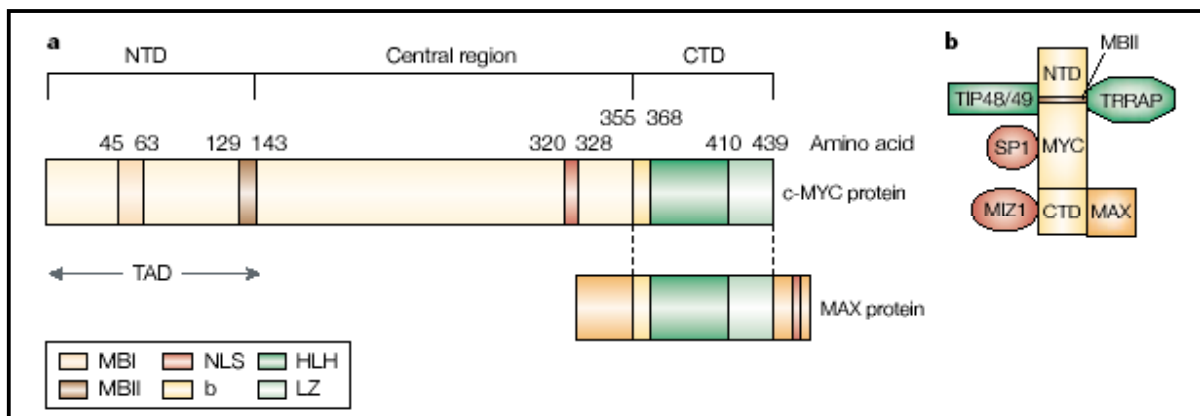 a
NTD Central region CTD
355 368
45 63 129 143 320 328 410 439 Amino acid
c-MYC protein
TAD
MAX protein
MBI NLS HLH
MBII b LZ
b
MBII
NTD
TIP48/49 TRRAP
SP1 MYC
MIZ1 CTD MAX